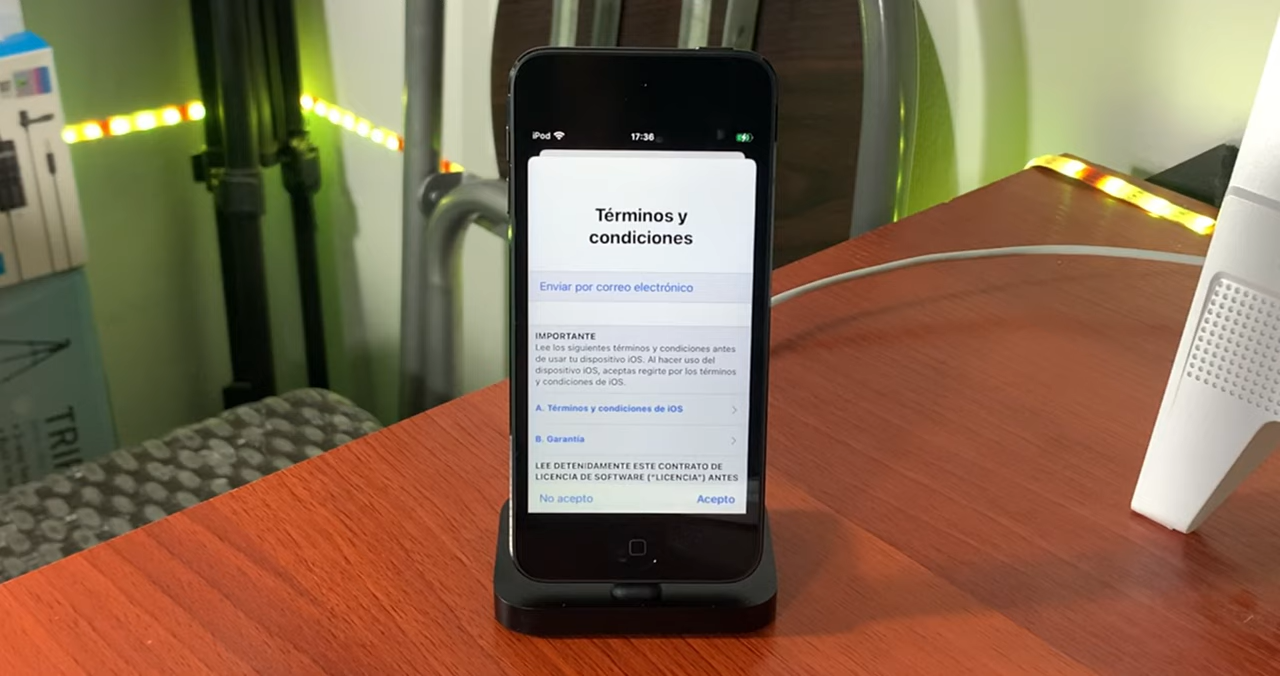 iPod
17:36
Términos y
condiciones
Enviar por correo electrónico
IMPORTANTE
Lee los siguientes términos y condiciones antes
de usar tu dispositivo iOS. Al hacer uso del
dispositivo iOS, aceptas regirte por los términos
y condiciones de iOS.
A. Términos y condiciones de iOS
B. Garantía
LEE DETENIDAMENTE ESTE CONTRATO DE
LICENCIA DE SOFTWARE (“LICENCIA”) ANTES
No acepto
Acepto